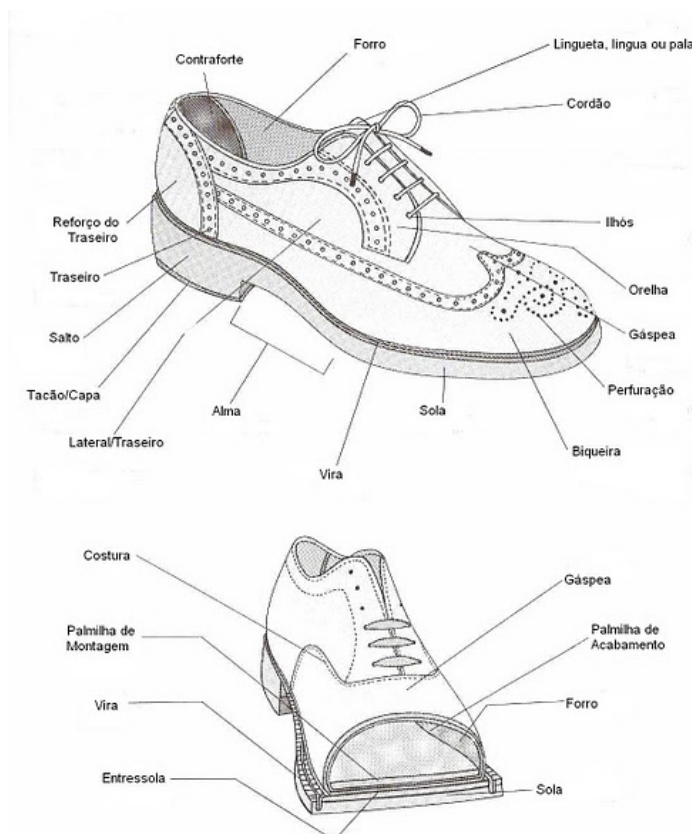 Forro
Lingueta, língua ou pala
Contraforte
Cordão
Reforço do
Traseiro
Ilhós
Traseiro
Orelha
Salto
Gáspea
Tacão/Capa
Alma
Sola
Perfuração
Lateral/Traseiro
Biqueira
Vira
Costura
Gáspea
Palmilha de
Montagem
Palmilha de
Acabamento
Vira
Forro
Entressola
Sola